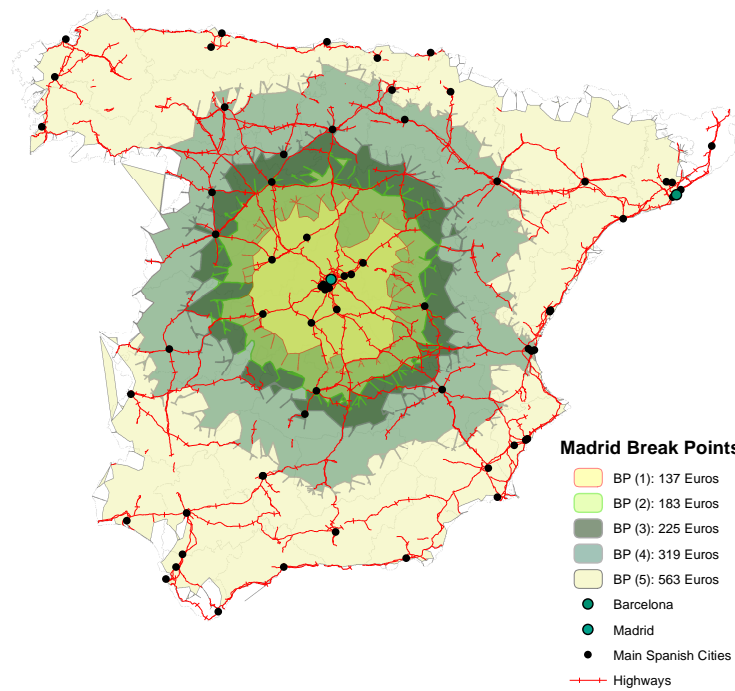 Madrid Break Points
BP (1): 137 Euros
BP (2): 183 Euros
BP (3): 225 Euros
BP (4): 319 Euros
BP (5): 563 Euros
Barcelona
Madrid
Main Spanish Cities
Highways